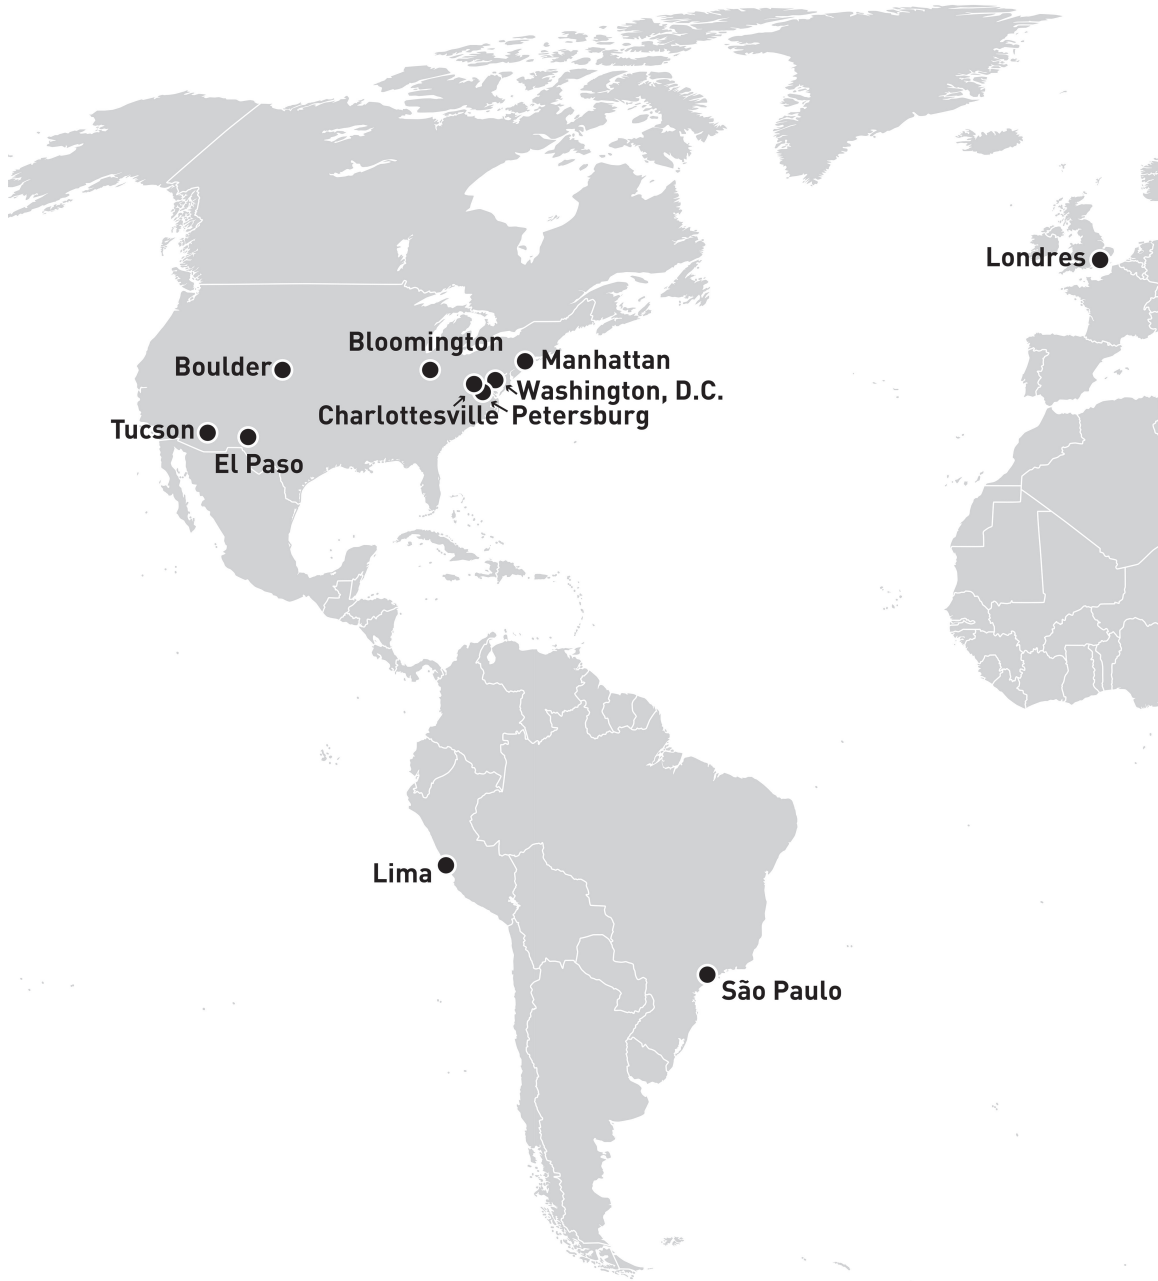 Londres
Bloomington
Manhattan
Boulder
Washington, D.C.
Charlottesville
Petersburg
Tucson
El Paso
Lima
São Paulo